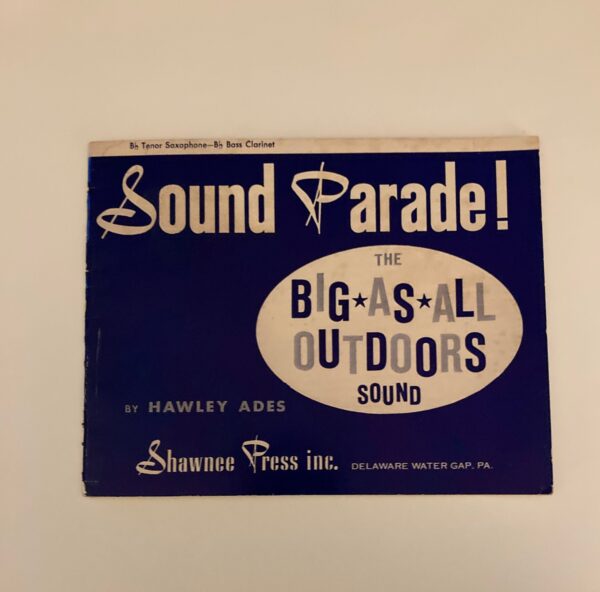 B♭ Tenor Saxophone—B♭ Bass Clarinet
Sound Parade!
THE
BIG★AS★ALL
OUTDOORS
SOUND
BY HAWLEY ADES
Shawnee Press inc. DELAWARE WATER GAP, PA.